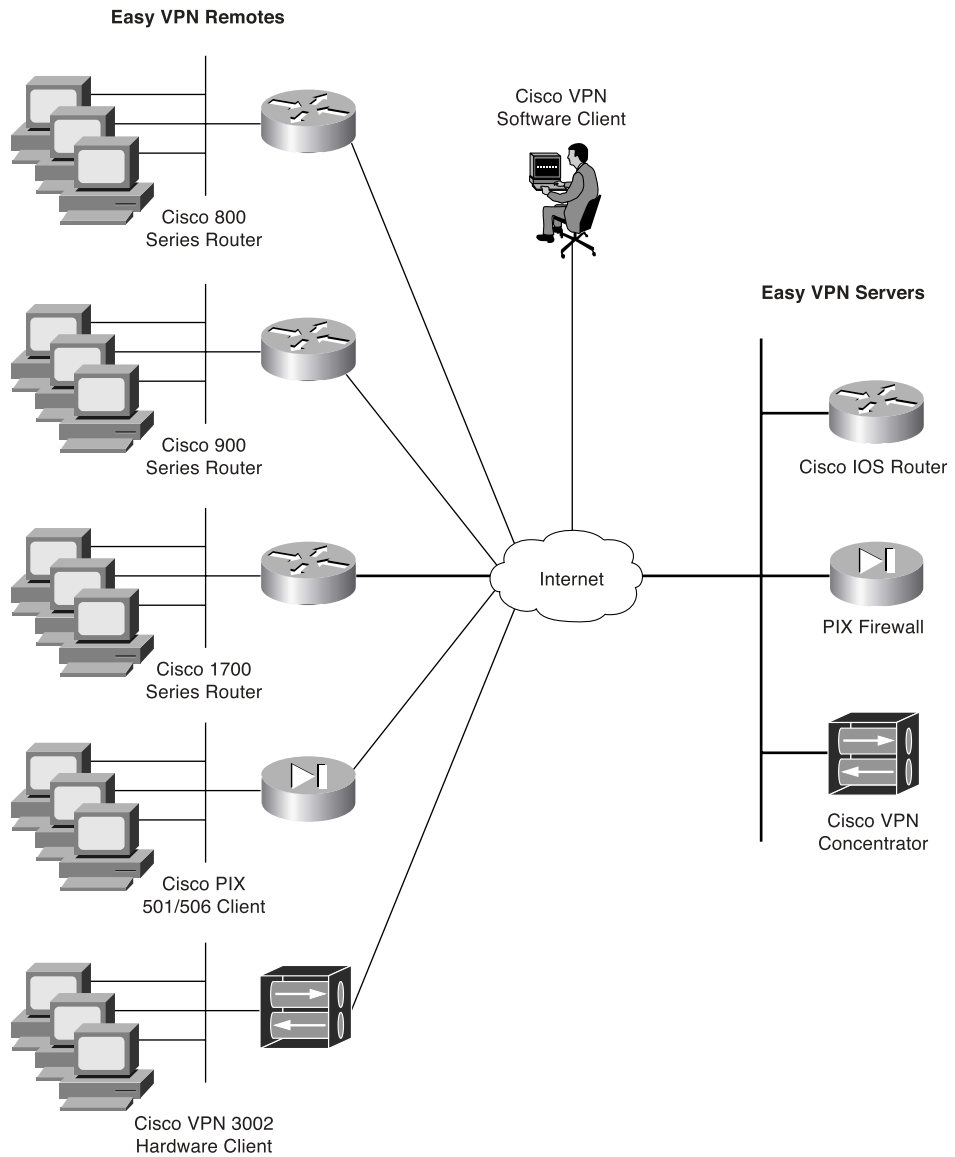 Easy VPN Remotes
Cisco VPN
Software Client
Cisco 800
Series Router
Easy VPN Servers
Cisco 900
Series Router
Cisco IOS Router
Internet
PIX Firewall
Cisco 1700
Series Router
Cisco VPN
Concentrator
Cisco PIX
501/506 Client
Cisco VPN 3002
Hardware Client